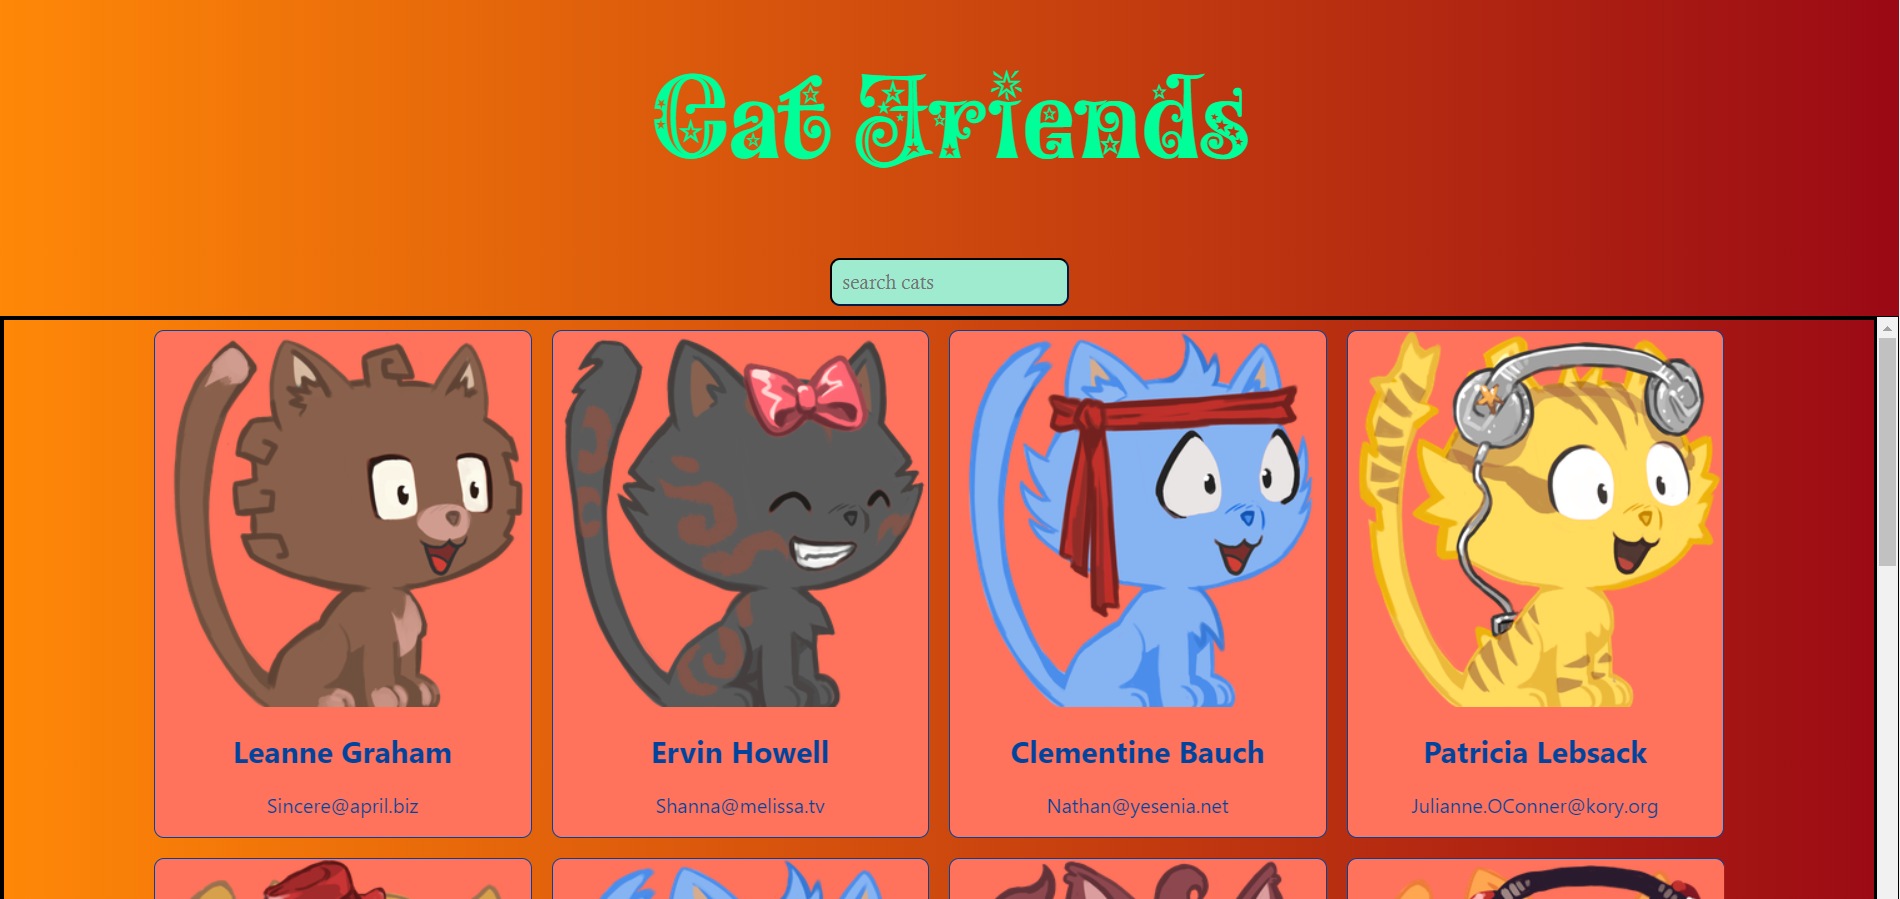 Cat Friends
search cats
Leanne Graham
Sincere@april.biz
Ervin Howell
Shanna@melissa.tv
Clementine Bauch
Nathan@yesenia.net
Patricia Lebsack
Julianne.OConner@kory.org